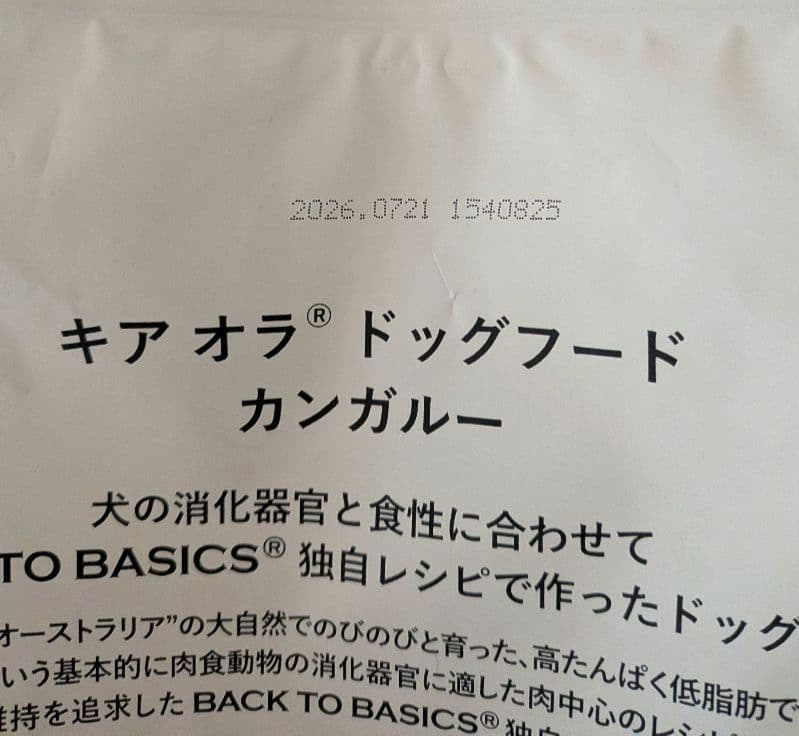 2026.0721 1540825
キア オラ® ドッグフード
カンガルー
犬の消化器官と食性に合わせて
TO BASICS® 独自レシピで作ったドッグ
オーストラリア”の大自然でのびのびと育った、高たんぱく低脂肪で
いう基本的に肉食動物の消化器官に適した肉中心のレシピ
維持を追求した BACK TO BASICS® 独自